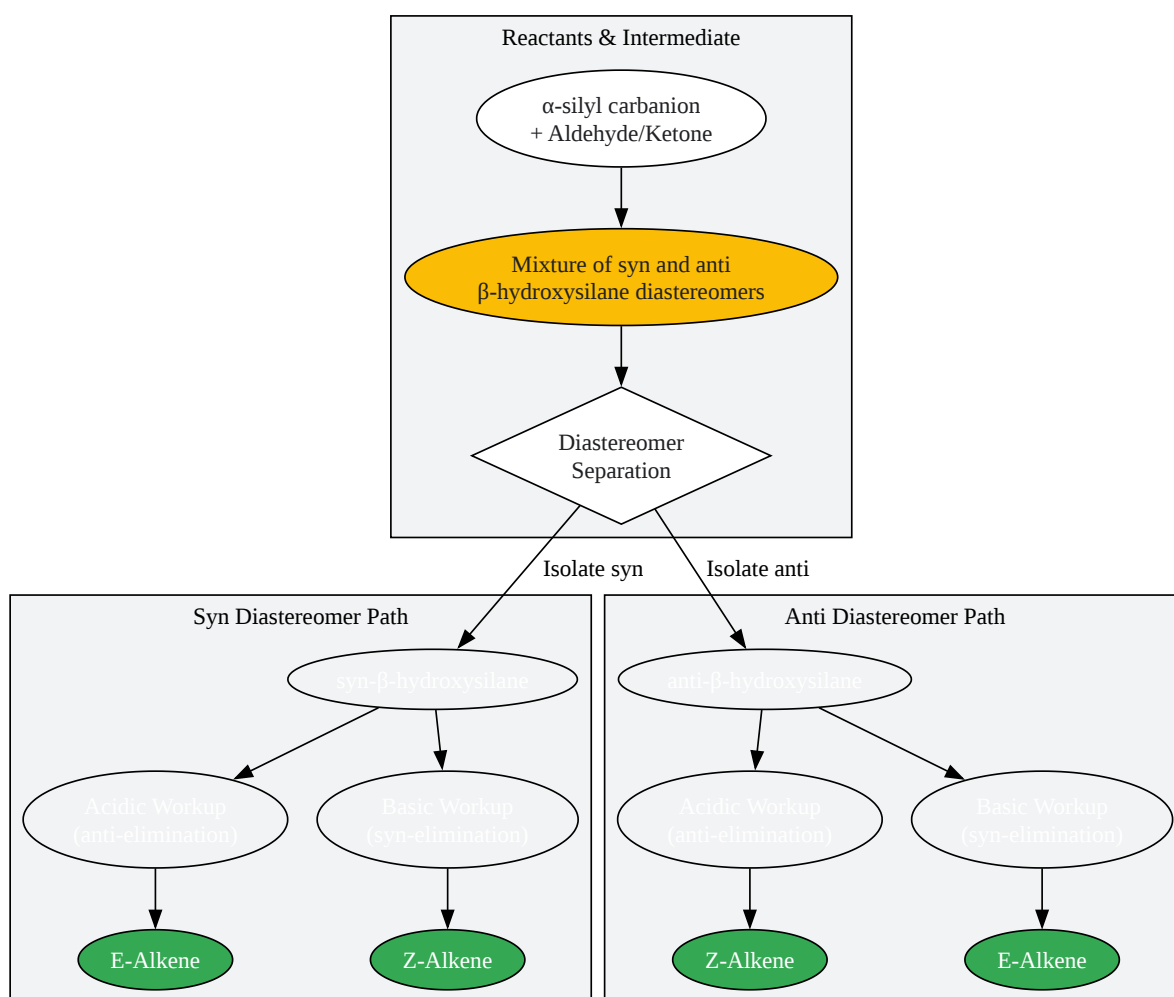 Reactants & Intermediate
α-silyl carbanion
+ Aldehyde/Ketone
Mixture of syn and anti
β-hydroxysilane diastereomers
Diastereomer
Separation
Isolate syn
Isolate anti
Syn Diastereomer Path
syn-β-hydroxysilane
Acidic Workup
(anti-elimination)
Basic Workup
(syn-elimination)
E-Alkene
Z-Alkene
Anti Diastereomer Path
anti-β-hydroxysilane
Acidic Workup
(anti-elimination)
Basic Workup
(syn-elimination)
Z-Alkene
E-Alkene